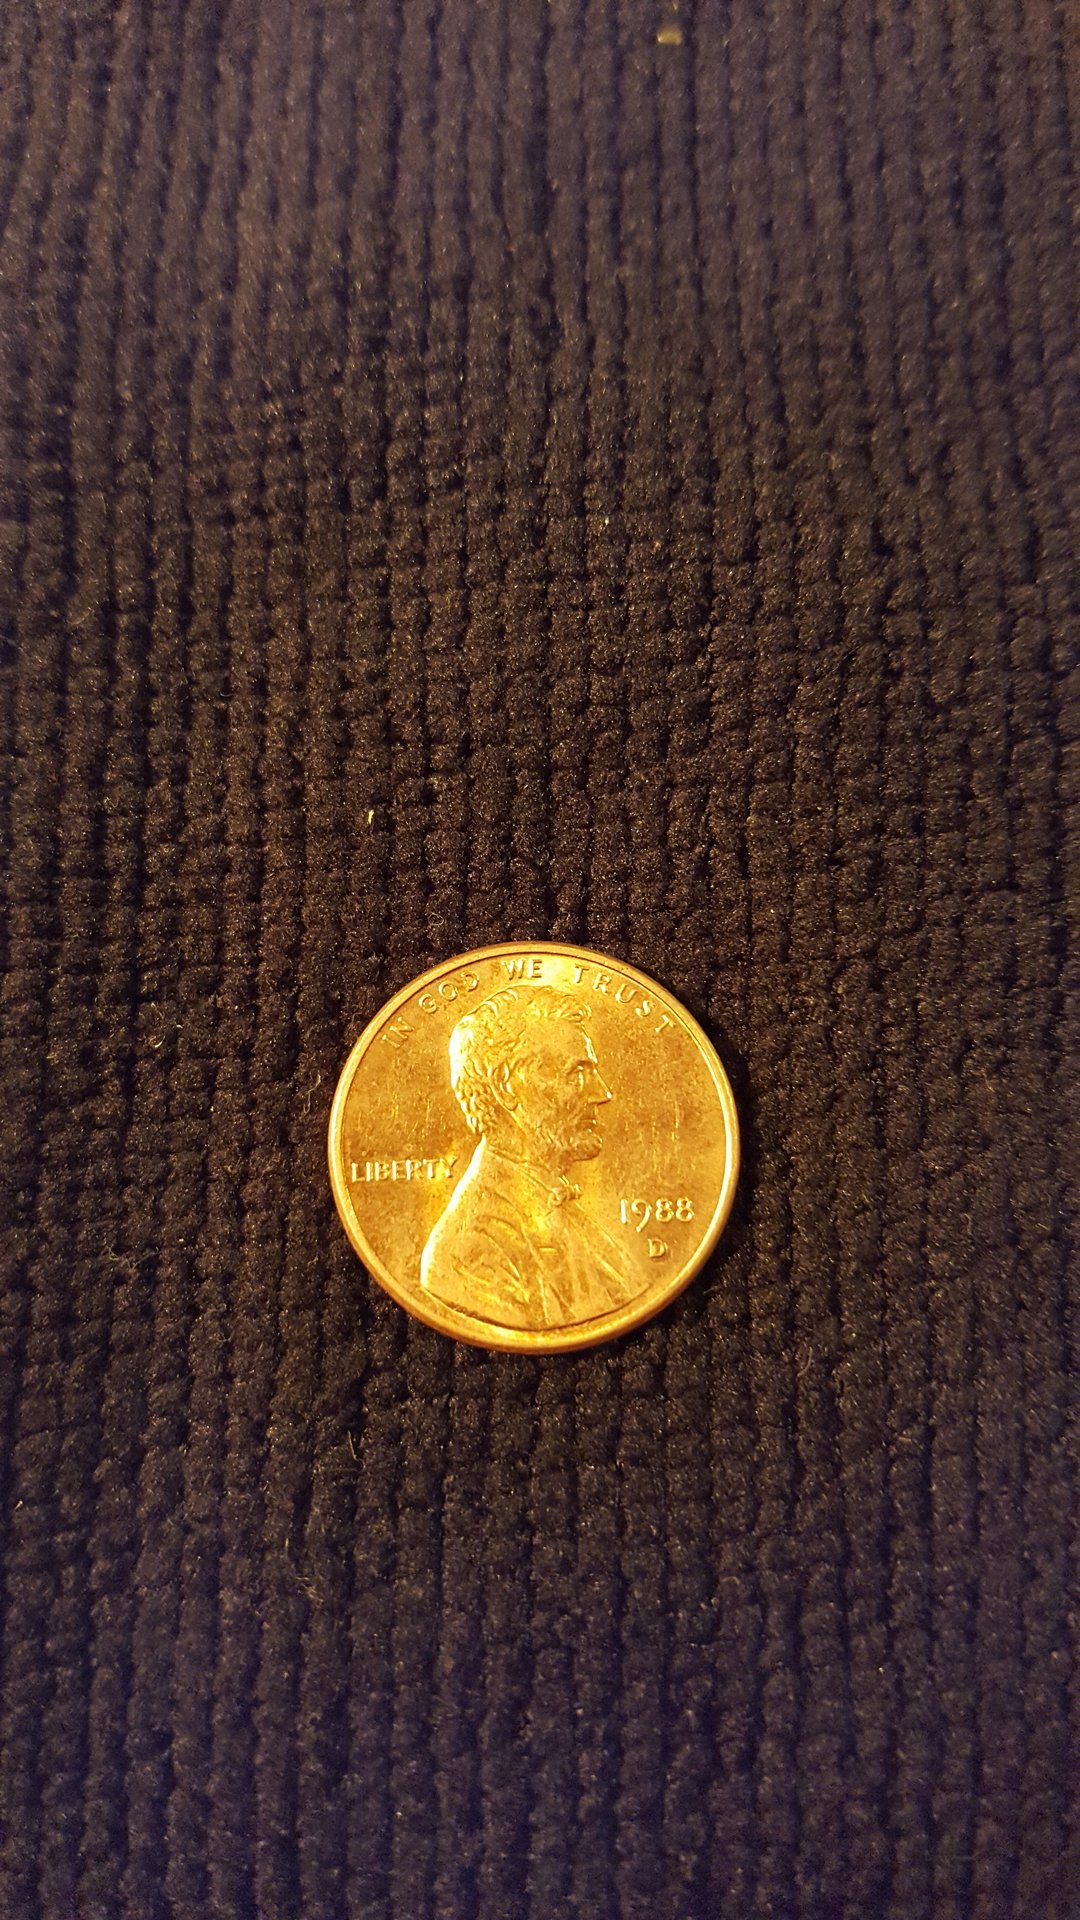 IN GOD WE TRUST
LIBERTY
1988
D